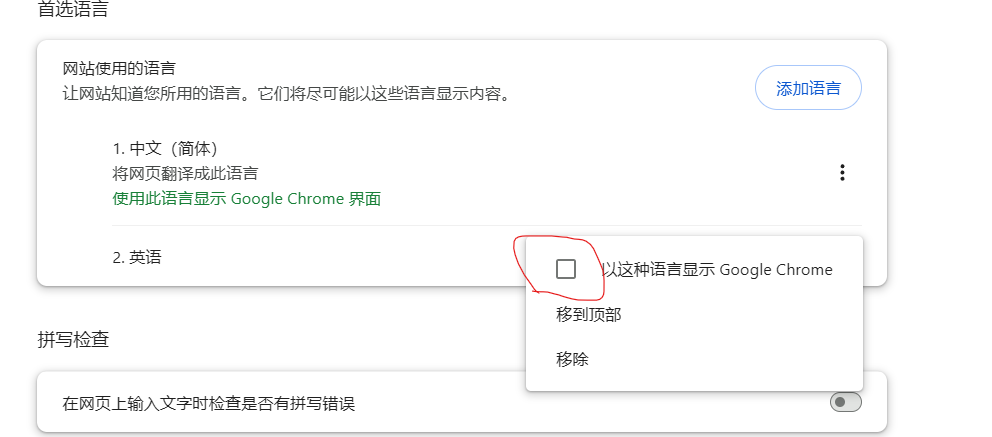 首选语言
网站使用的语言
让网站知道您所用的语言。它们将尽可能以这些语言显示内容。
添加语言
1. 中文（简体）
将网页翻译成此语言
使用此语言显示 Google Chrome 界面
2. 英语
以这种语言显示 Google Chrome
移到顶部
移除
拼写检查
在网页上输入文字时检查是否有拼写错误